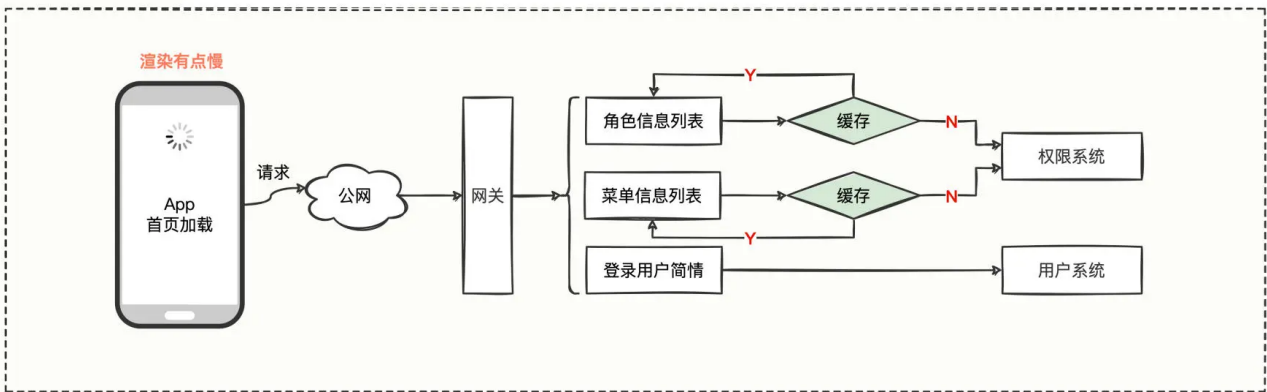 渲染有点慢
App
首页加载
请求
公网
网关
角色信息列表
缓存
Y
N
菜单信息列表
缓存
Y
N
登录用户简情
权限系统
用户系统